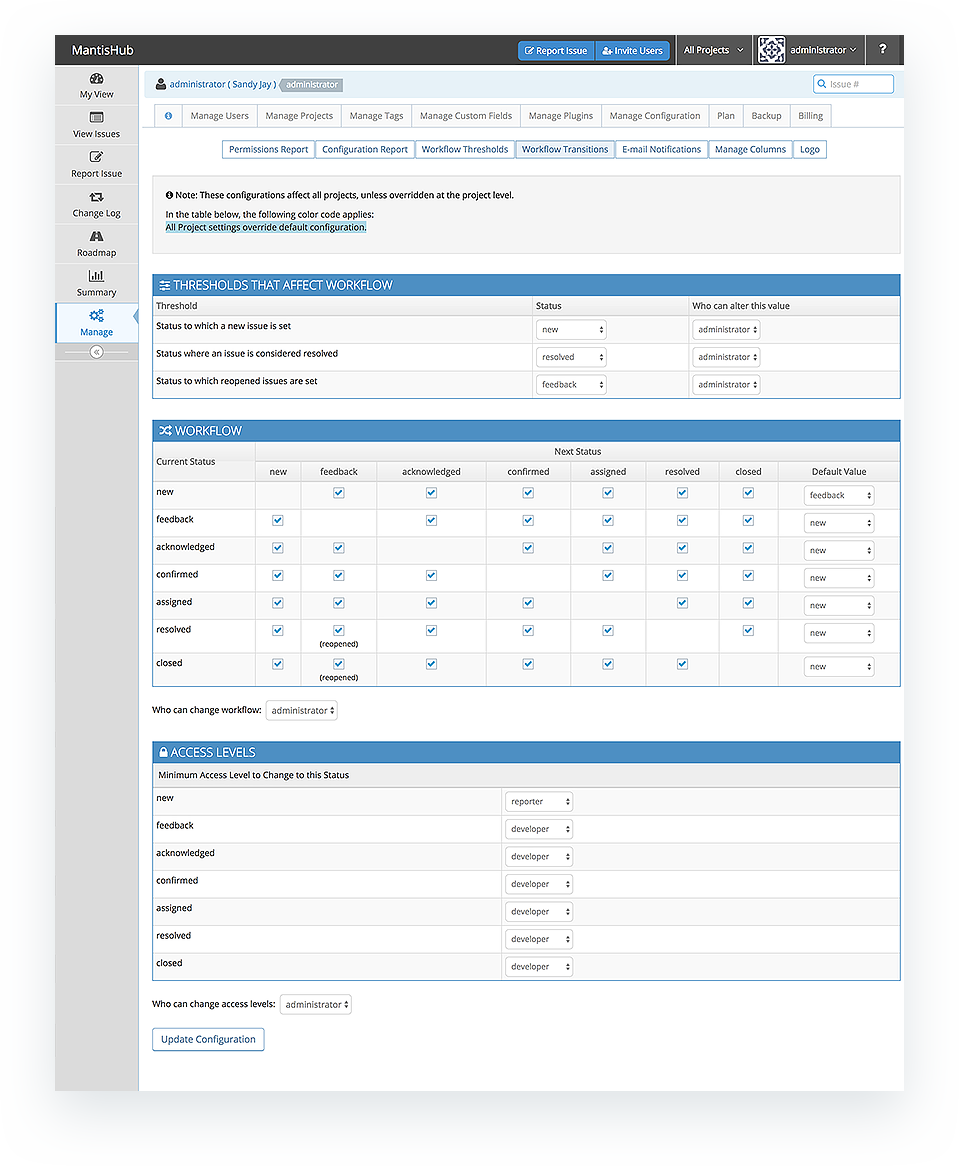 MantisHub
Report Issue
Invite Users
All Projects
administrator
?
My View
View Issues
Report Issue
Change Log
Roadmap
Summary
Manage
administrator ( Sandy Jay ) administrator
Issue #
Manage Users Manage Projects Manage Tags Manage Custom Fields Manage Plugins Manage Configuration Plan Backup Billing
Permissions Report Configuration Report Workflow Thresholds Workflow Transitions E-mail Notifications Manage Columns Logo
Note: These configurations affect all projects, unless overridden at the project level.
In the table below, the following color code applies:
All Project settings override default configuration.
THRESHOLDS THAT AFFECT WORKFLOW
Threshold Status Who can alter this value
Status to which a new issue is set new administrator
Status where an issue is considered resolved resolved administrator
Status to which reopened issues are set feedback administrator
WORKFLOW
Current Status Next Status
new feedback acknowledged confirmed assigned resolved closed Default Value
new feedback
feedback new
acknowledged new
confirmed new
assigned new
resolved (reopened) new
closed (reopened) new
Who can change workflow: administrator
ACCESS LEVELS
Minimum Access Level to Change to this Status
new reporter
feedback developer
acknowledged developer
confirmed developer
assigned developer
resolved developer
closed developer
Who can change access levels: administrator
Update Configuration